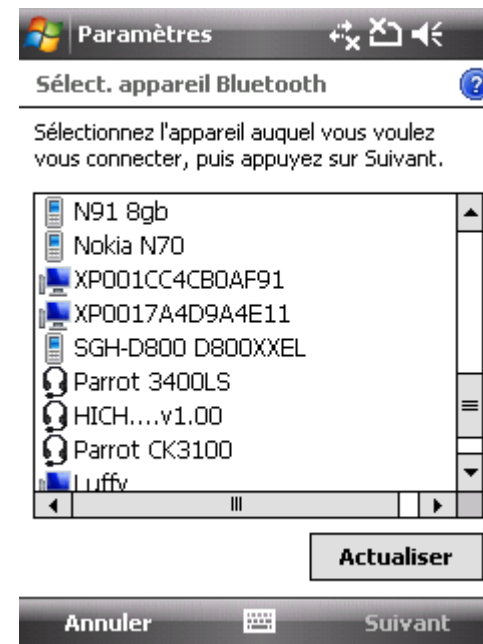 Paramètres
Sélect. appareil Bluetooth
?
Sélectionnez l'appareil auquel vous voulez
vous connecter, puis appuyez sur Suivant.
N91 8gb
Nokia N70
XP001CC4CB0AF91
XP0017A4D9A4E11
SGH-D800 D800XXEL
Parrot 3400LS
HICH....v1.00
Parrot CK3100
Luffy
Actualiser
Annuler
Suivant